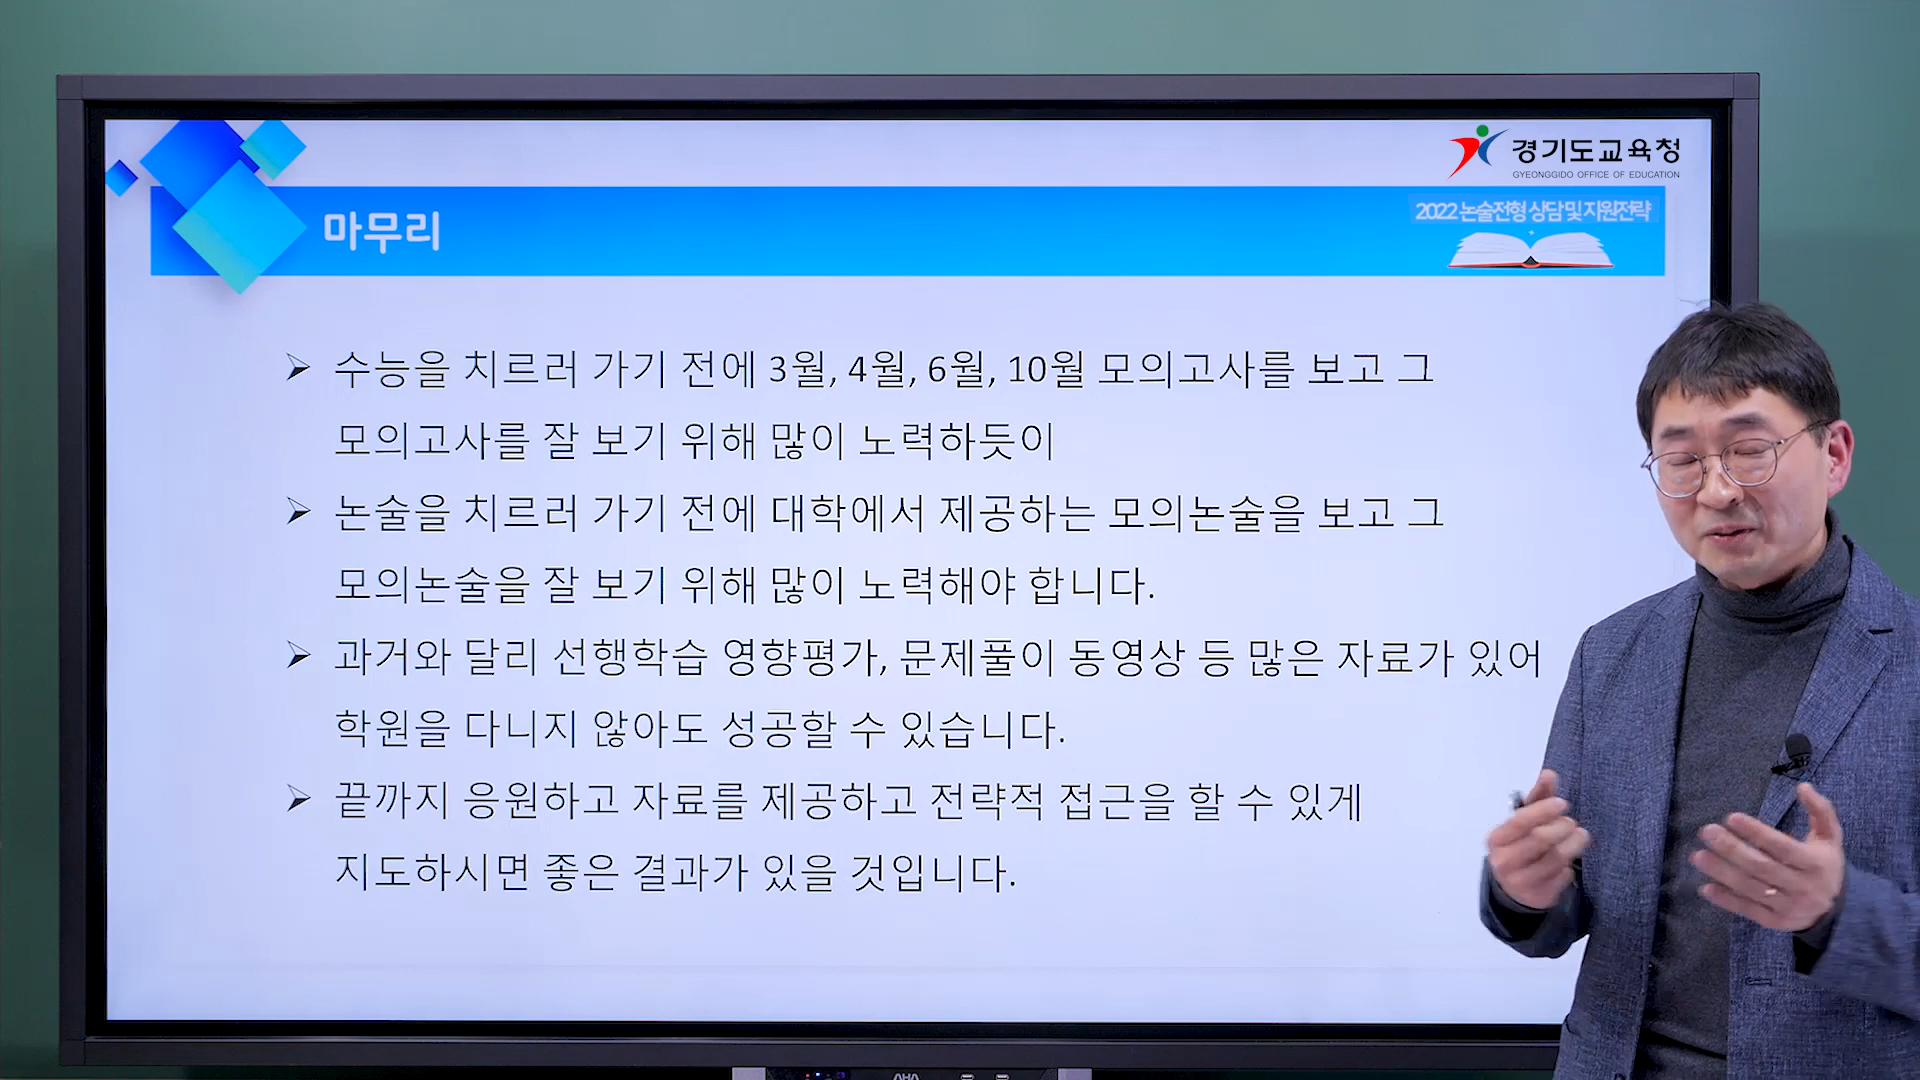 경기도교육청
GYEONGGIDO OFFICE OF EDUCATION
마무리
2022 논술전형 상담 및 지원전략
➢ 수능을 치르러 가기 전에 3월, 4월, 6월, 10월 모의고사를 보고 그
모의고사를 잘 보기 위해 많이 노력하듯이
➢ 논술을 치르러 가기 전에 대학에서 제공하는 모의논술을 보고 그
모의논술을 잘 보기 위해 많이 노력해야 합니다.
➢ 과거와 달리 선행학습 영향평가, 문제풀이 동영상 등 많은 자료가 있어
학원을 다니지 않아도 성공할 수 있습니다.
➢ 끝까지 응원하고 자료를 제공하고 전략적 접근을 할 수 있게
지도하시면 좋은 결과가 있을 것입니다.
AHA